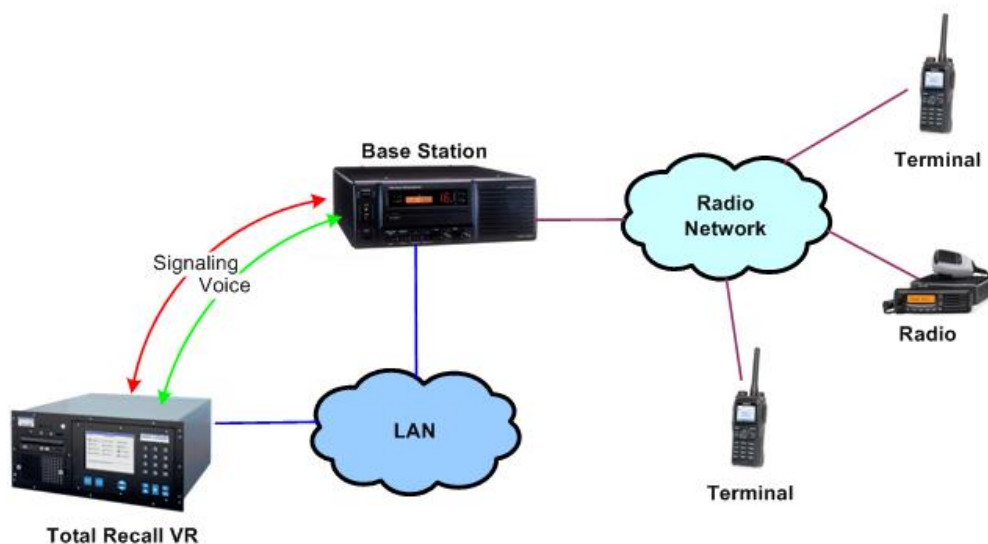 Base Station
Terminal
Radio
Network
Signaling
Voice
Radio
LAN
Terminal
Total Recall VR